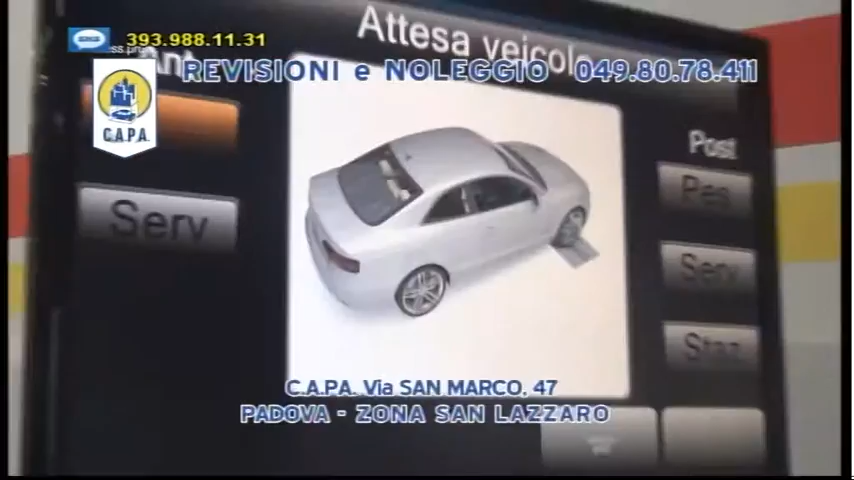 Attesa veicolo
393.988.11.31
REVISIONI e NOLEGGIO 049.80.78.411
C.A.P.A.
Ant
Serv
Post
Pes
Serv
Staz
C.A.P.A. Via SAN MARCO, 47
PADOVA - ZONA SAN LAZZARO